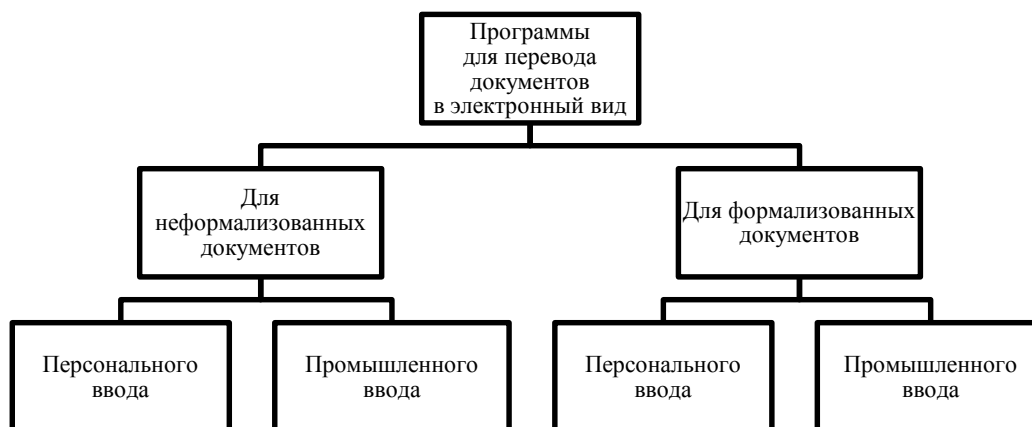 Программы
для перевода
документов
в электронный вид
Для
неформализованных
документов
Для формализованных
документов
Персонального
ввода
Промышленного
ввода
Персонального
ввода
Промышленного
ввода